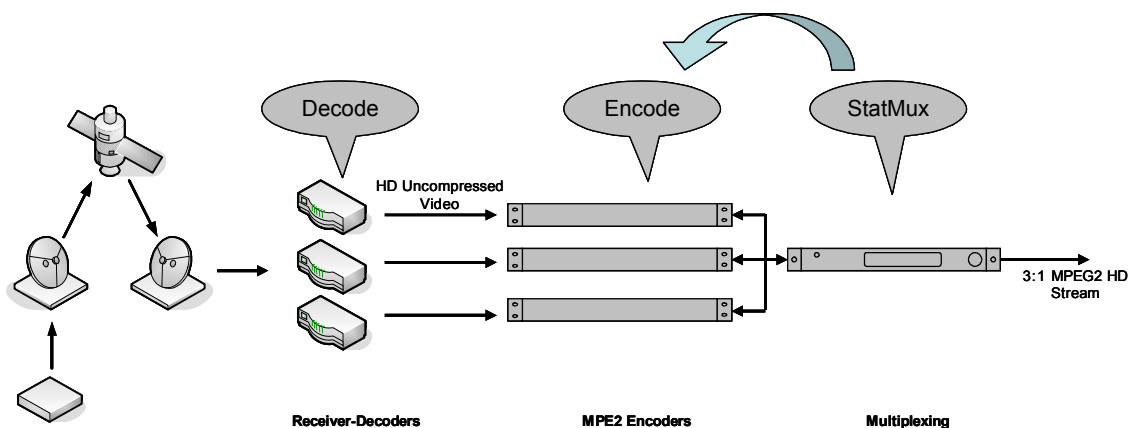 Decode
Encode
StatMux
HD Uncompressed
Video
3:1 MPEG2 HD
Stream
Receiver-Decoders
MPE2 Encoders
Multiplexing